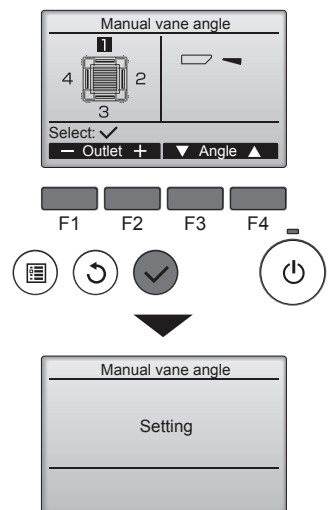 Manual vane angle
1
4 2
3
Select:
— Outlet + ▼ Angle ▲
F1 F2 F3 F4
Manual vane angle
Setting